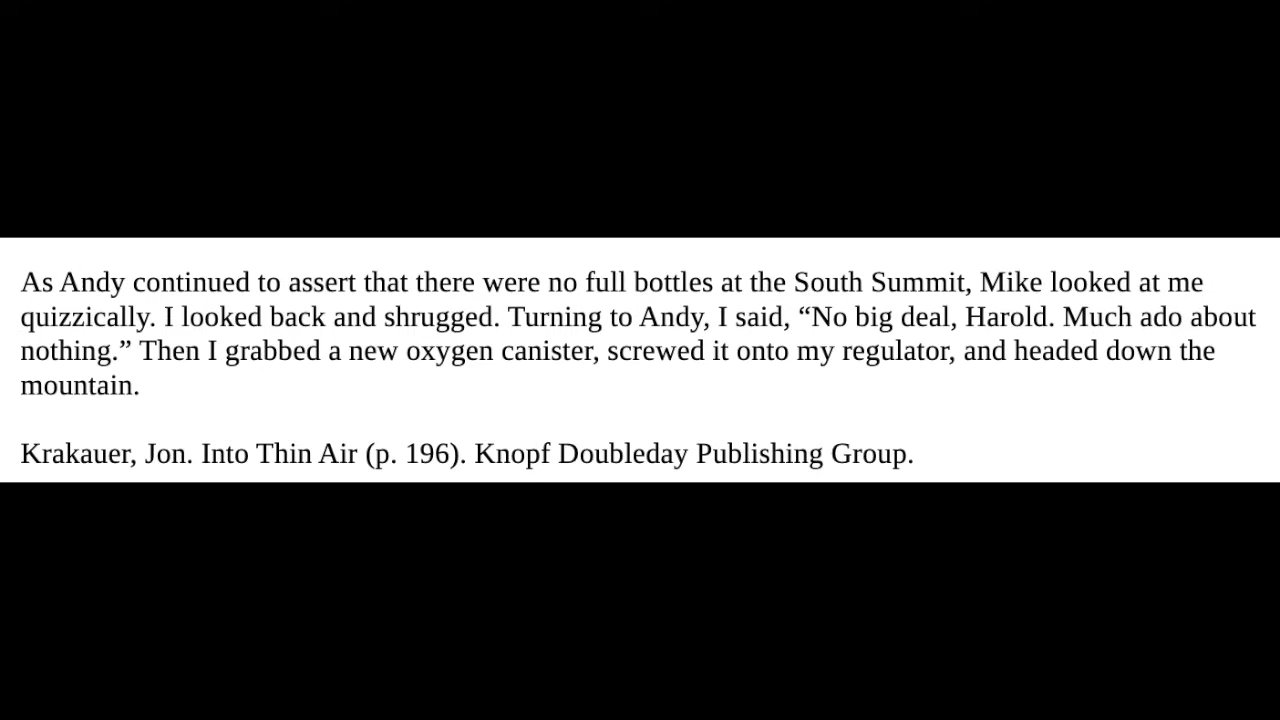 As Andy continued to assert that there were no full bottles at the South Summit, Mike looked at me
quizzically. I looked back and shrugged. Turning to Andy, I said, “No big deal, Harold. Much ado about
nothing.” Then I grabbed a new oxygen canister, screwed it onto my regulator, and headed down the
mountain.
Krakauer, Jon. Into Thin Air (p. 196). Knopf Doubleday Publishing Group.